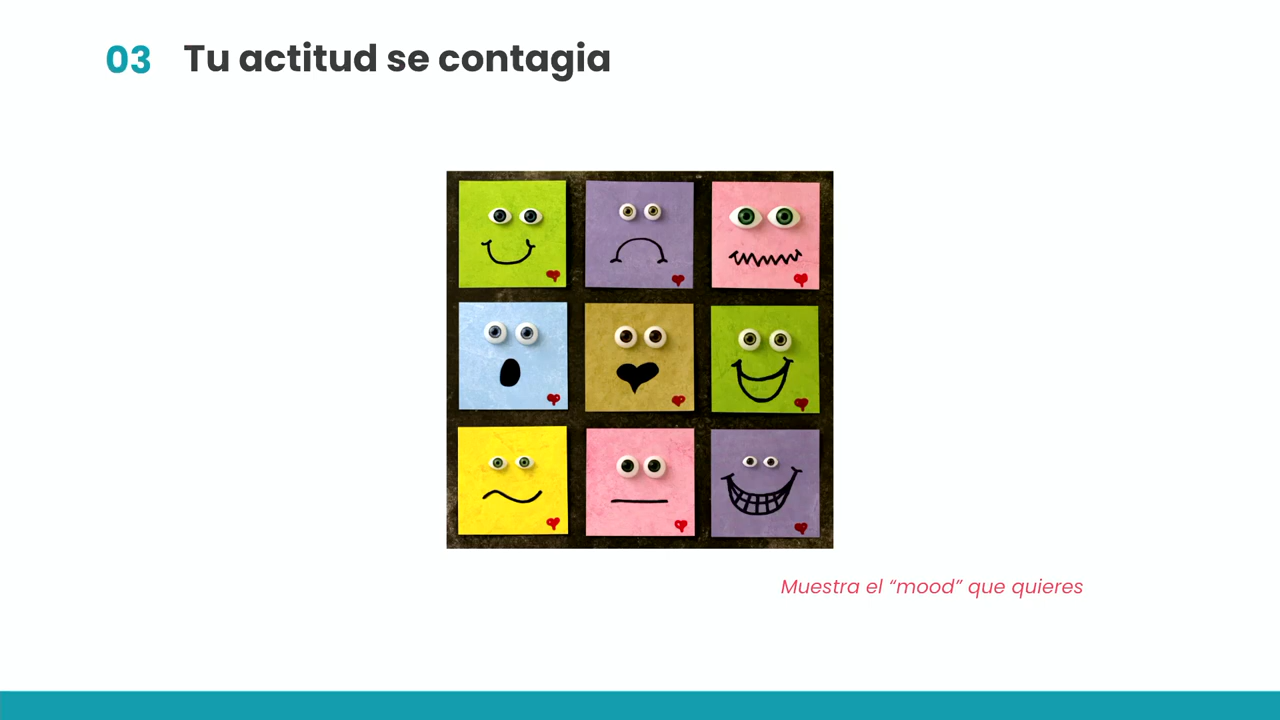 03 Tu actitud se contagia
Muestra el “mood” que quieres